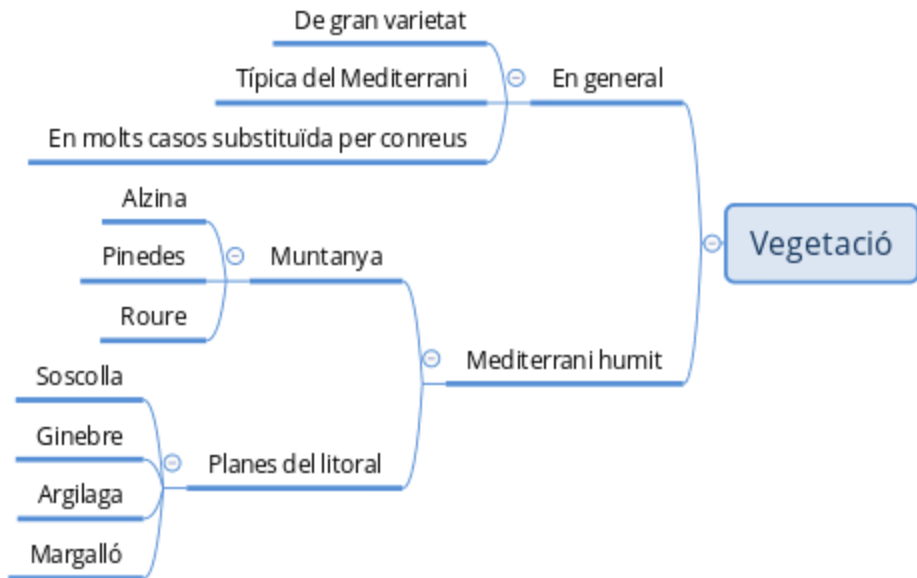 De gran varietat
Típica del Mediterrani
En general
En molts casos substituïda per conreus
Alzina
Pinedes
Muntanya
Vegetació
Roure
Mediterrani humit
Soscolla
Ginebre
Planes del litoral
Argilaga
Margalló